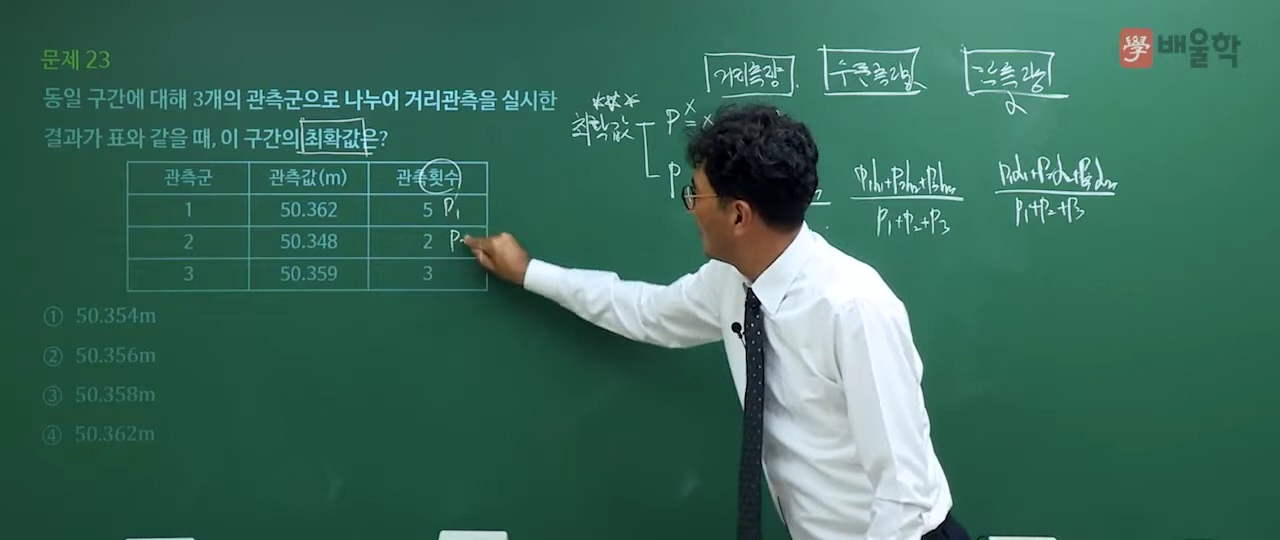 學 배울학
문제 23
동일 구간에 대해 3개의 관측군으로 나누어 거리관측을 실시한
결과가 표와 같을 때, 이 구간의 최확값은?
관측군 관측값(m) 관측횟수
1 50.362 5 P₁
2 50.348 2 P
3 50.359 3
① 50.354m
② 50.356m
③ 50.358m
④ 50.362m
거리측량 수준측량 각측량
α
최확값
P
P
P₁h₁+P₂h₂+P₃h₃
P₁+P₂+P₃
P₁+P₂+P₃